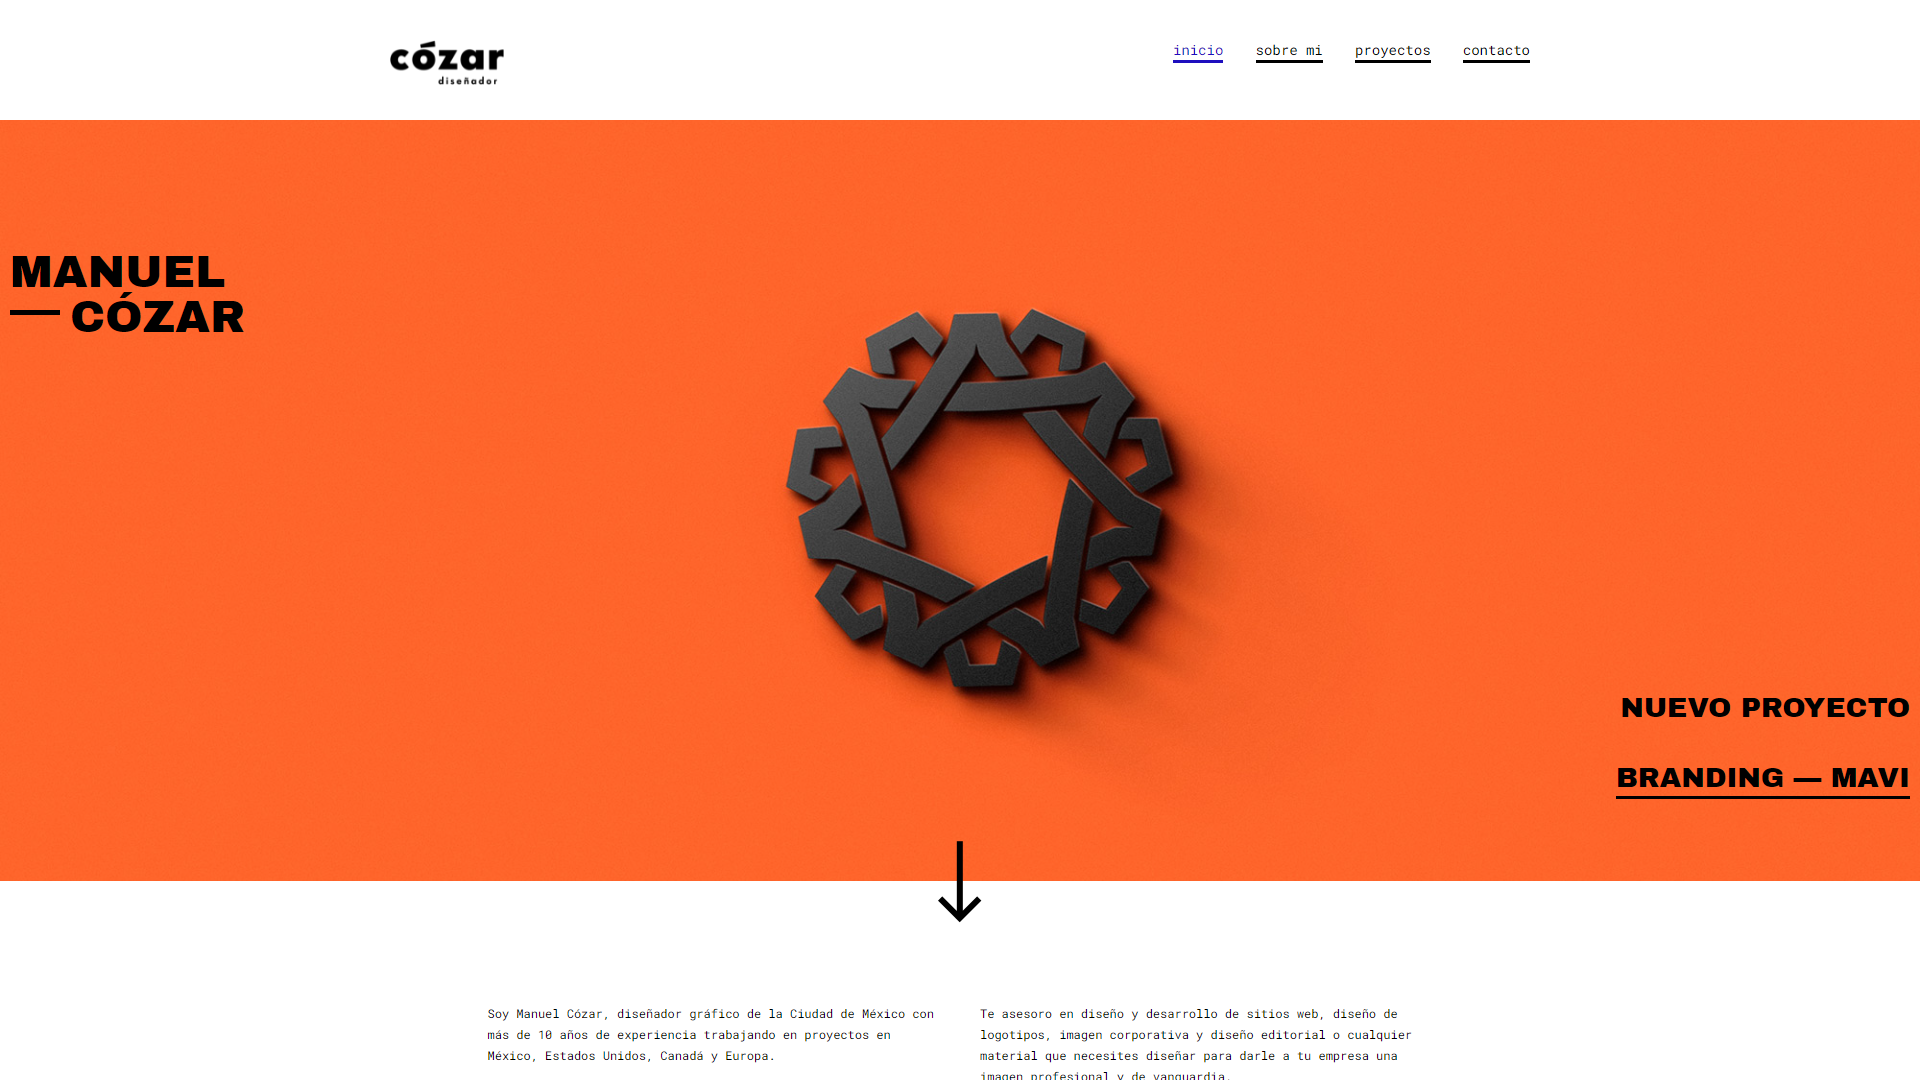 cózar
diseñador
inicio
sobre mi
proyectos
contacto
MANUEL
— CÓZAR
NUEVO PROYECTO
BRANDING — MAVI
Soy Manuel Cózar, diseñador gráfico de la Ciudad de México con
más de 10 años de experiencia trabajando en proyectos en
México, Estados Unidos, Canadá y Europa.
Te asesoro en diseño y desarrollo de sitios web, diseño de
logotipos, imagen corporativa y diseño editorial o cualquier
material que necesites diseñar para darle a tu empresa una
imagen profesional y de vanguardia.